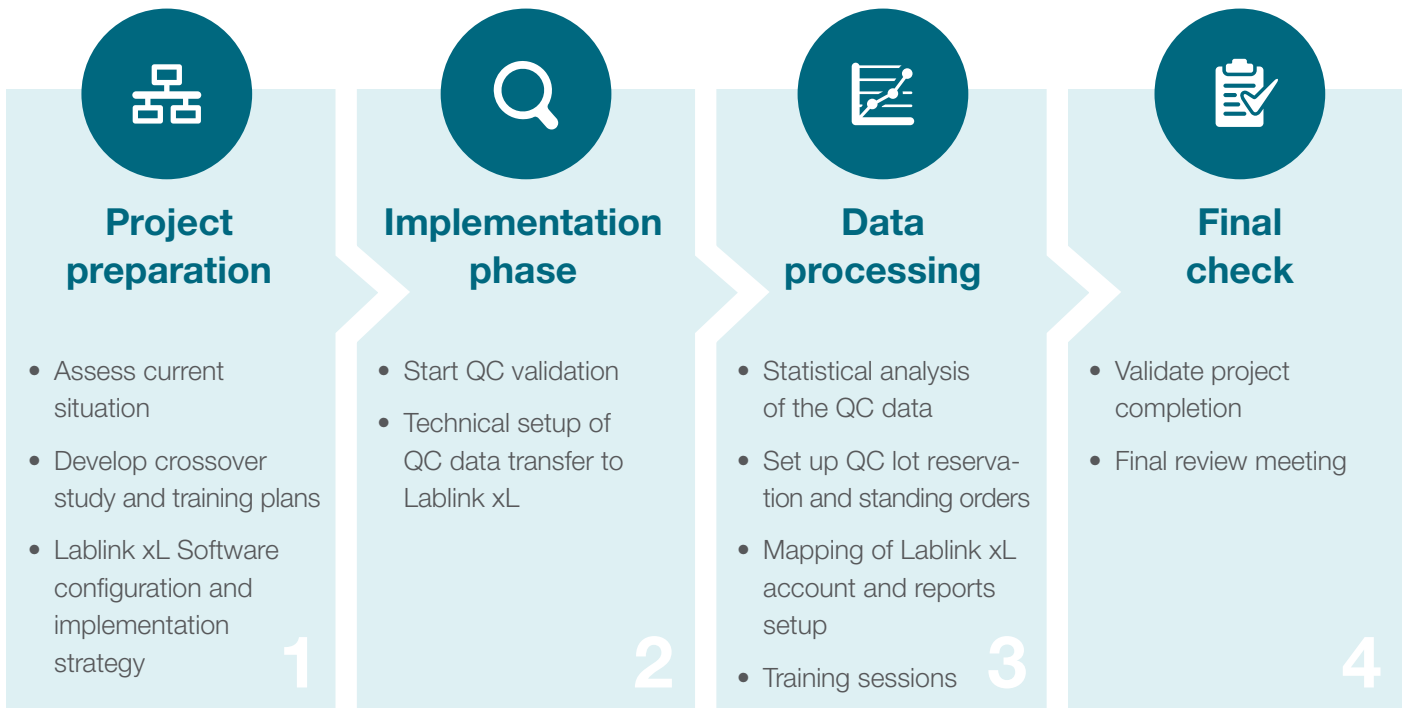 Project
preparation
• Assess current
situation
• Develop crossover
study and training plans
• Lablink xL Software
configuration and
implementation
strategy
1
Implementation
phase
• Start QC validation
• Technical setup of
QC data transfer to
Lablink xL
2
Data
processing
• Statistical analysis
of the QC data
• Set up QC lot reserva-
tion and standing orders
• Mapping of Lablink xL
account and reports
setup
• Training sessions
3
Final
check
• Validate project
completion
• Final review meeting
4